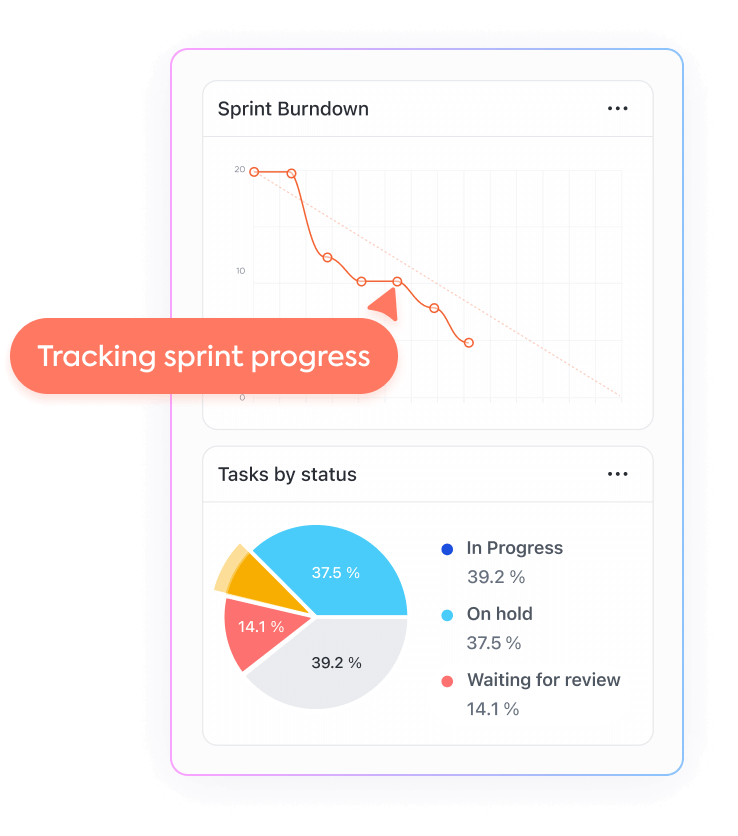 Sprint Burndown
20
10
Tracking sprint progress
0
Tasks by status
37.5 %
14.1 %
39.2 %
In Progress
39.2 %
On hold
37.5 %
Waiting for review
14.1 %